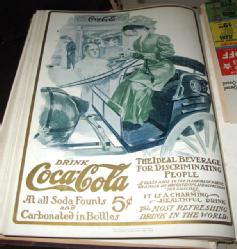 Coca-Cola
DRINK
Coca-Cola
At all Soda Founts 5¢
and
Carbonated in Bottles
THE IDEAL BEVERAGE
FOR DISCRIMINATING
PEOPLE
IT IS A CHARMING
HEALTHFUL DRINK
THE MOST REFRESHING
DRINK IN THE WORLD